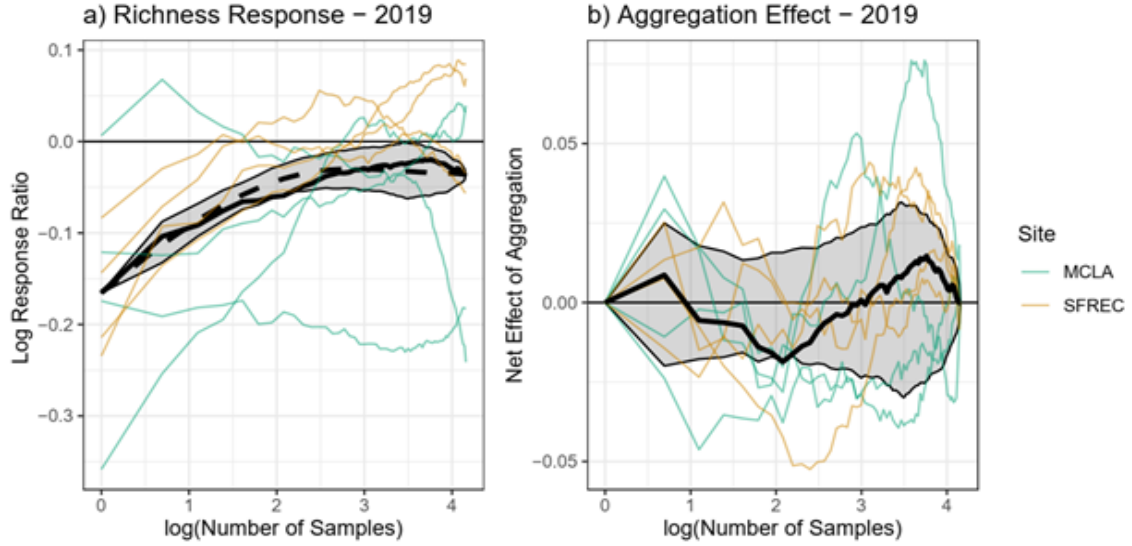 a) Richness Response − 2019
b) Aggregation Effect − 2019
Log Response Ratio
0.1
0.0
−0.1
−0.2
−0.3
0
1
2
3
4
log(Number of Samples)
Net Effect of Aggregation
0.05
0.00
−0.05
0
1
2
3
4
log(Number of Samples)
Site
MCLA
SFREC